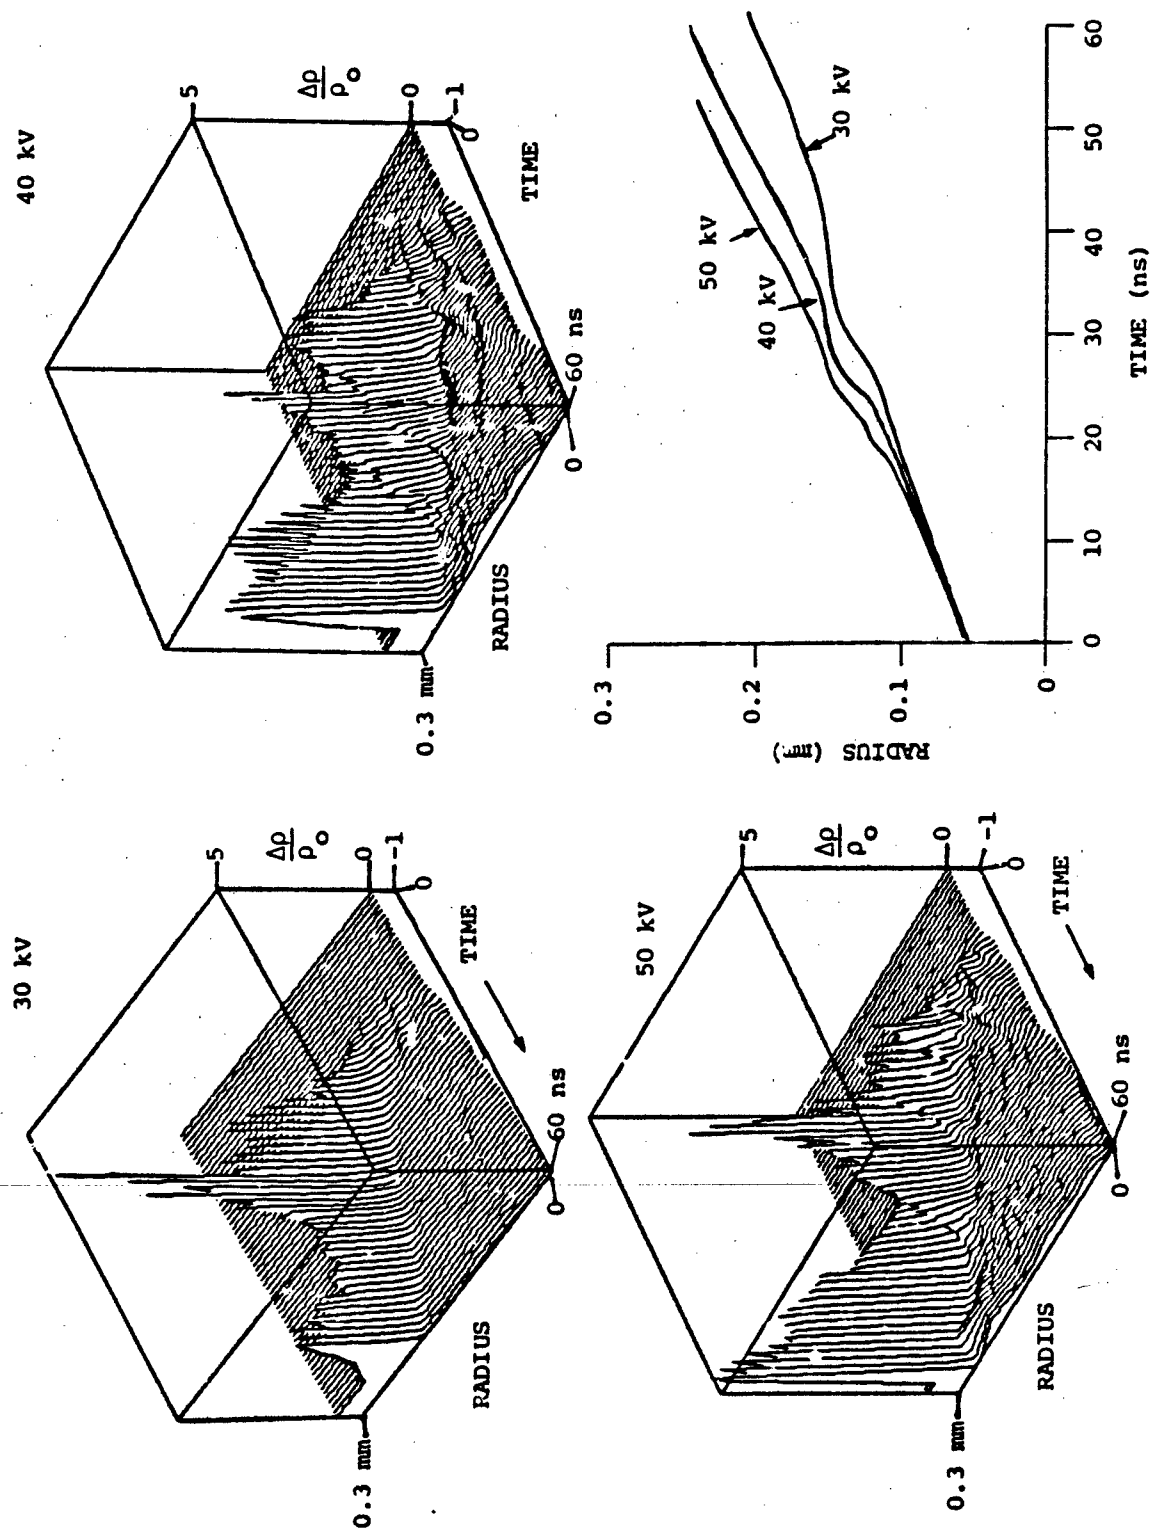 30 kV
5
Δρ
ρo
0
-1
0
TIME
60 ns
0
RADIUS
0.3 mm
40 kV
5
Δρ
ρo
0
-1
0
TIME
60 ns
0
RADIUS
0.3 mm
50 kV
5
Δρ
ρo
0
-1
0
TIME
60 ns
0
RADIUS
0.3 mm
0.3
0.2
0.1
0
RADIUS (mm)
50 kV
40 kV
30 kV
0
10
20
30
40
50
60
TIME (ns)